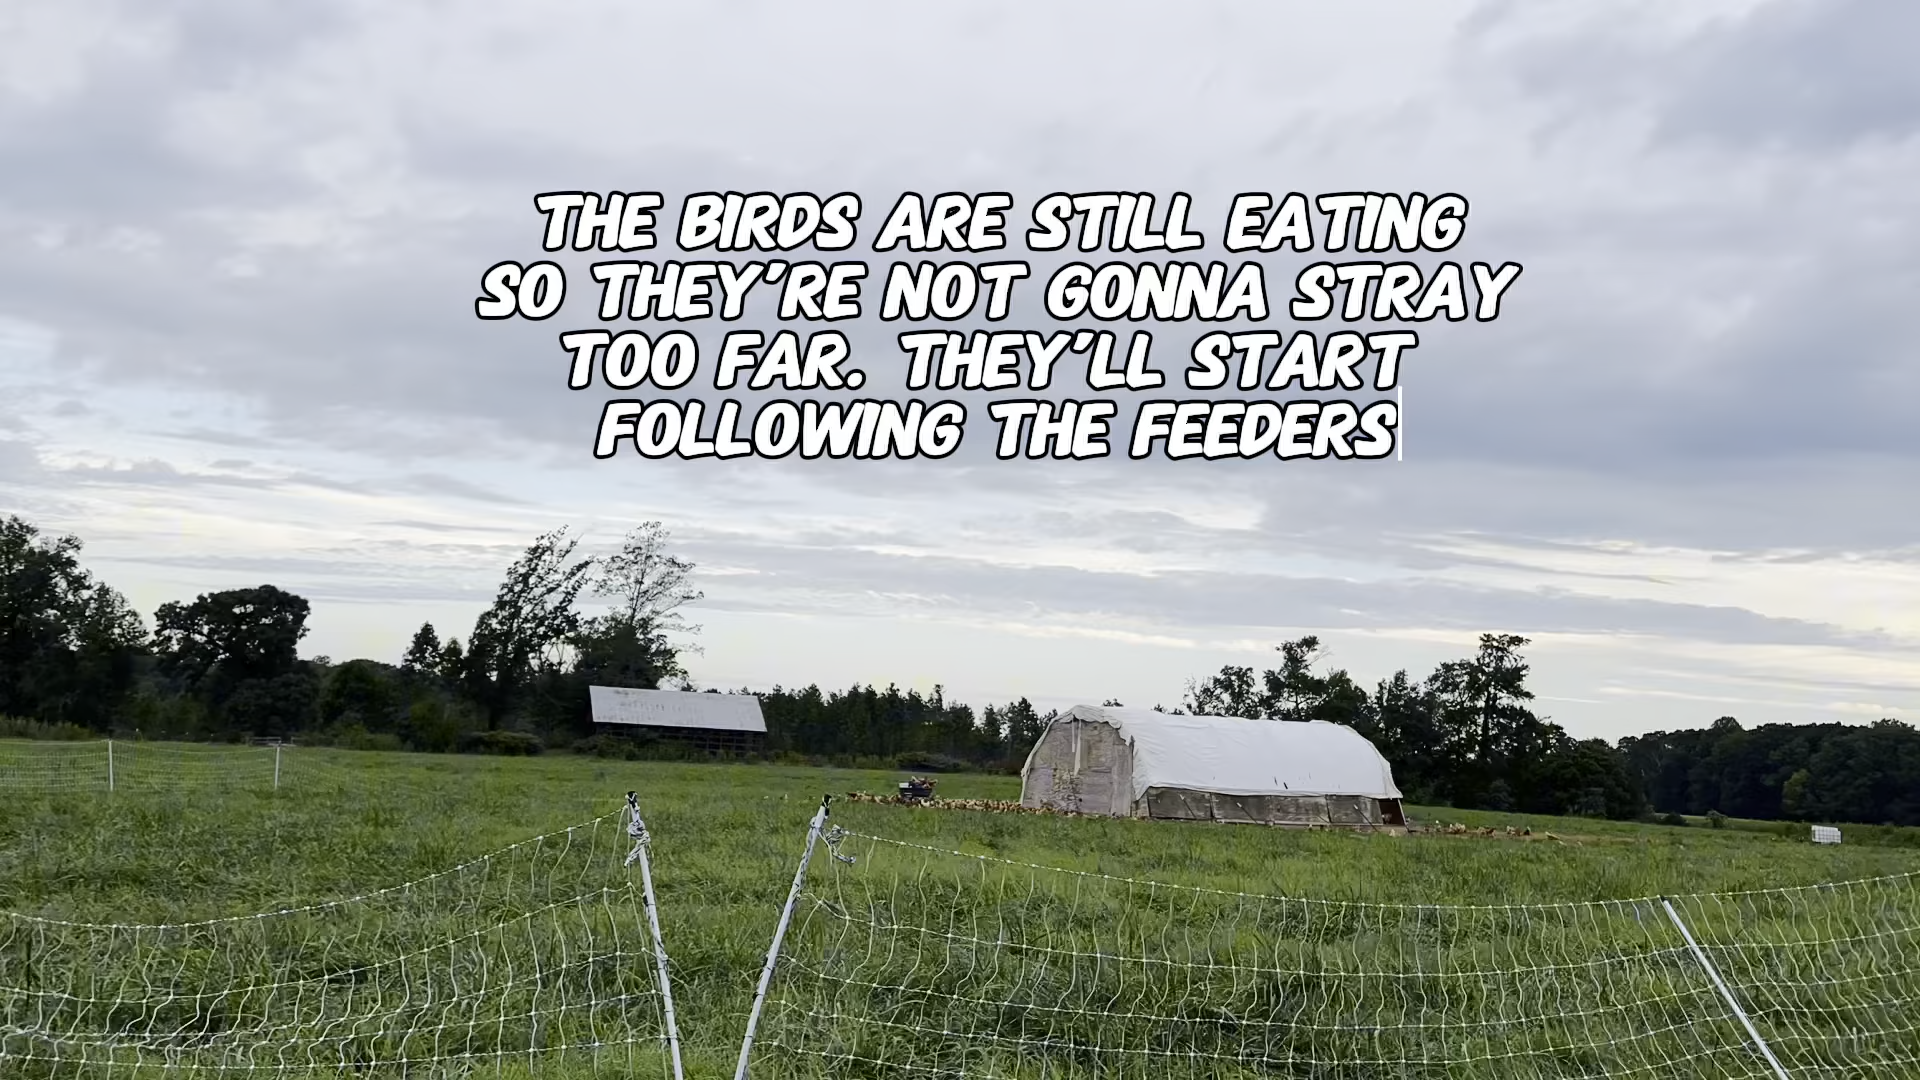 THE BIRDS ARE STILL EATING
SO THEY'RE NOT GONNA STRAY
TOO FAR. THEY'LL START
FOLLOWING THE FEEDERS